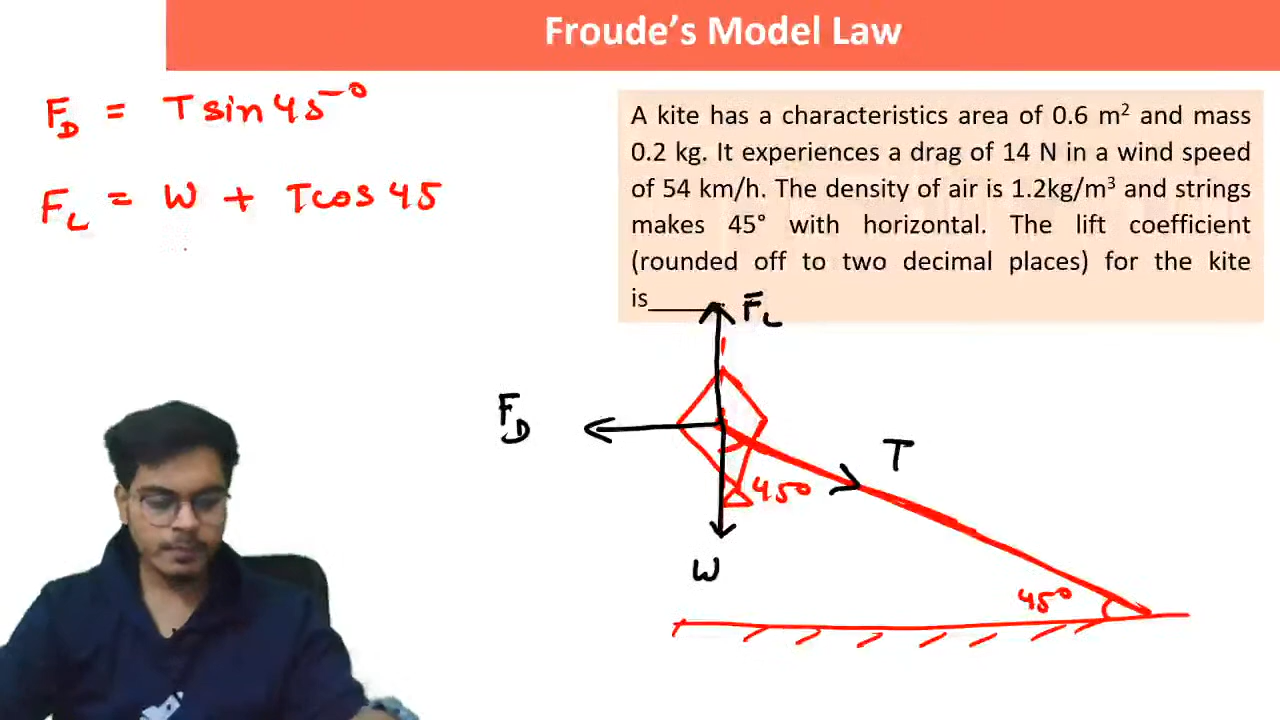 Froude's Model Law
F_D = T sin 45°
F_L = W + T cos 45
A kite has a characteristics area of 0.6 m² and mass
0.2 kg. It experiences a drag of 14 N in a wind speed
of 54 km/h. The density of air is 1.2kg/m³ and strings
makes 45° with horizontal. The lift coefficient
(rounded off to two decimal places) for the kite
is______
F_L
F_D
T
45°
W
45°